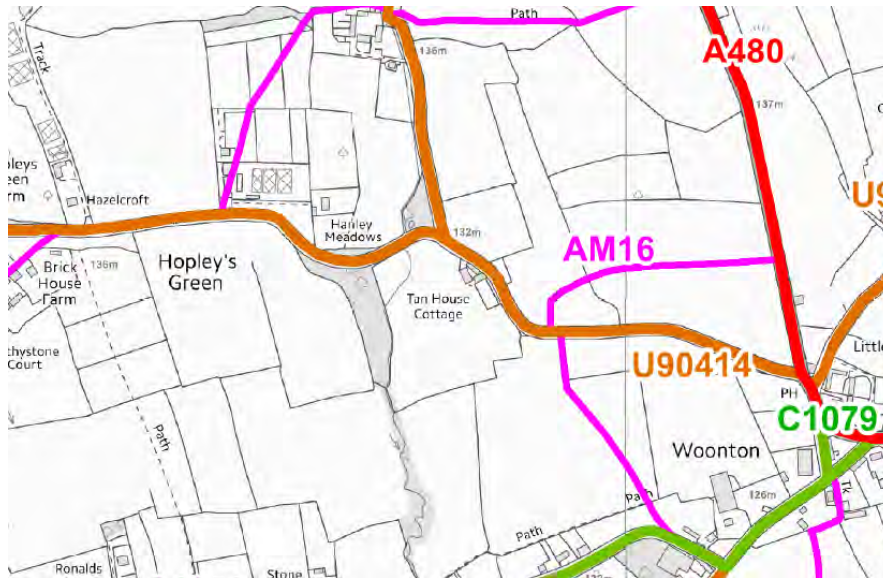 Path
Track
136m
A480
137m
Hazelcroft
Hanley
Meadows
132m
136m
Brick
House
Farm
Hopley's
Green
AM16
Tan House
Cottage
U90414
PH
C1079
Woonton
Path
126m
Tk
Path
Path
Ronalds
Stone